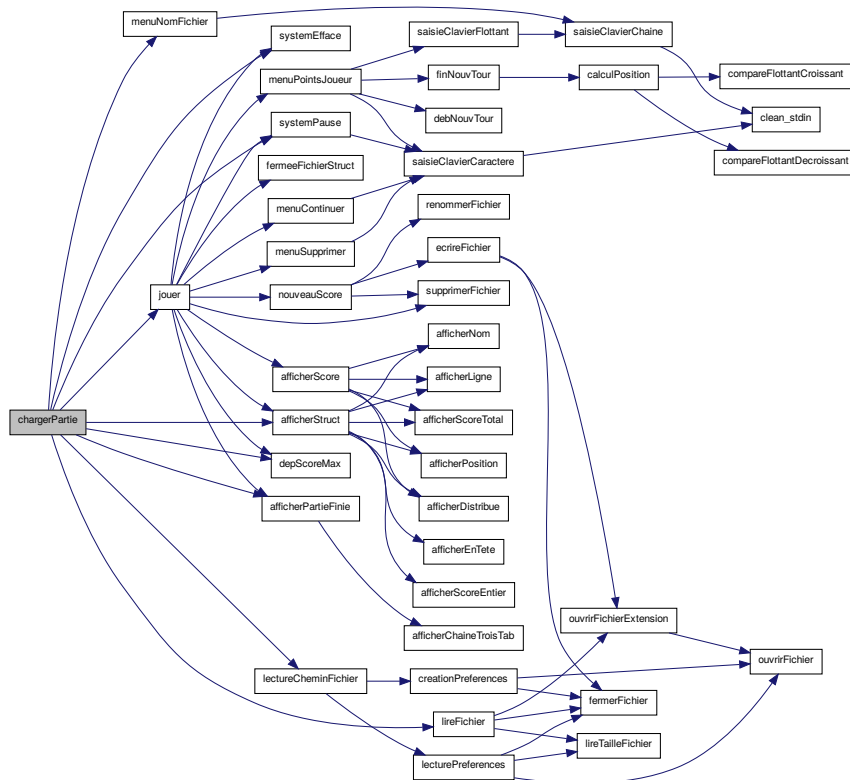 menuNomFichier
systemEfface
saisieClavierFlottant
saisieClavierChaine
menuPointsJoueur
finNouvTour
calculPosition
compareFlottantCroissant
debNouvTour
clean_stdin
systemPause
saisieClavierCaractere
compareFlottantDecroissant
fermeeFichierStruct
menuContinuer
renommerFichier
menuSupprimer
ecrireFichier
jouer
nouveauScore
supprimerFichier
afficherNom
afficherScore
afficherLigne
chargerPartie
afficherStruct
afficherScoreTotal
depScoreMax
afficherPosition
afficherPartieFinie
afficherDistribue
afficherEnTete
afficherScoreEntier
afficherChaineTroisTab
ouvrirFichierExtension
ouvrirFichier
lectureCheminFichier
creationPreferences
fermerFichier
lireFichier
lireTailleFichier
lecturePreferences